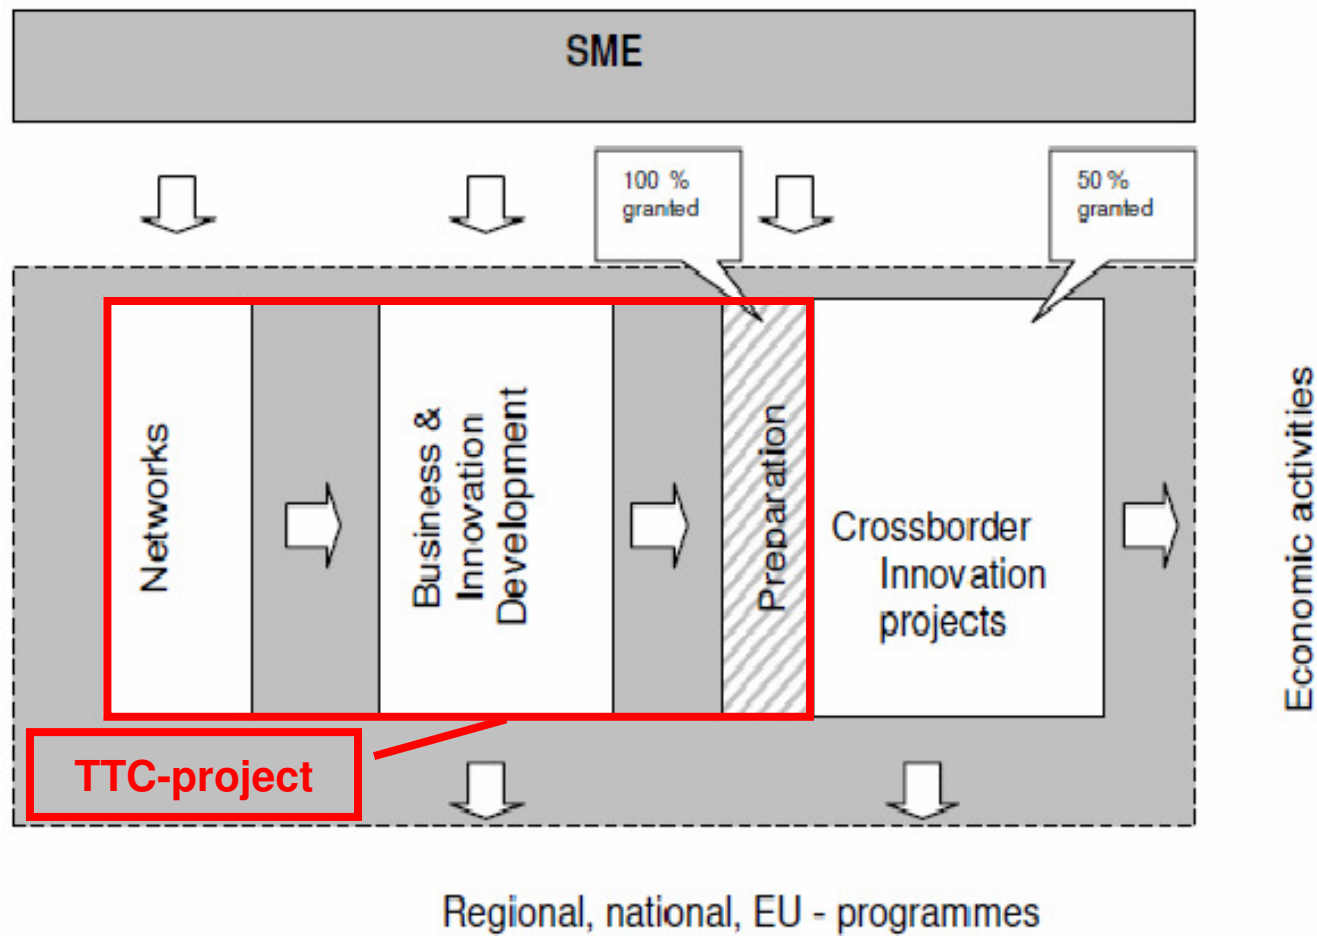 SME
100 %
granted
50 %
granted
Networks
Business &
Innovation
Development
Preparation
Crossborder
Innovation
projects
Economic activities
TTC-project
Regional, national, EU - programmes